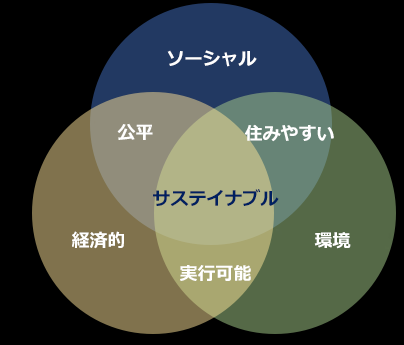 ソーシャル
公平
住みやすい
サステイナブル
経済的
環境
実行可能